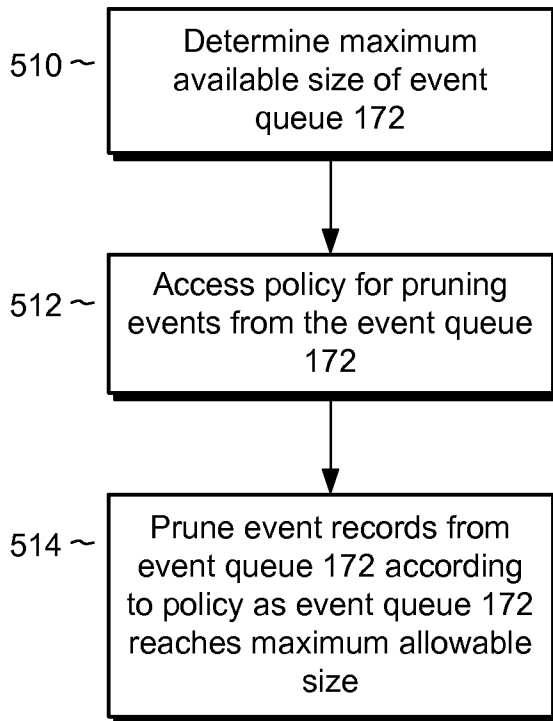 510 ~
Determine maximum
available size of event
queue 172
512 ~
Access policy for pruning
events from the event queue
172
514 ~
Prune event records from
event queue 172 according
to policy as event queue 172
reaches maximum allowable
size